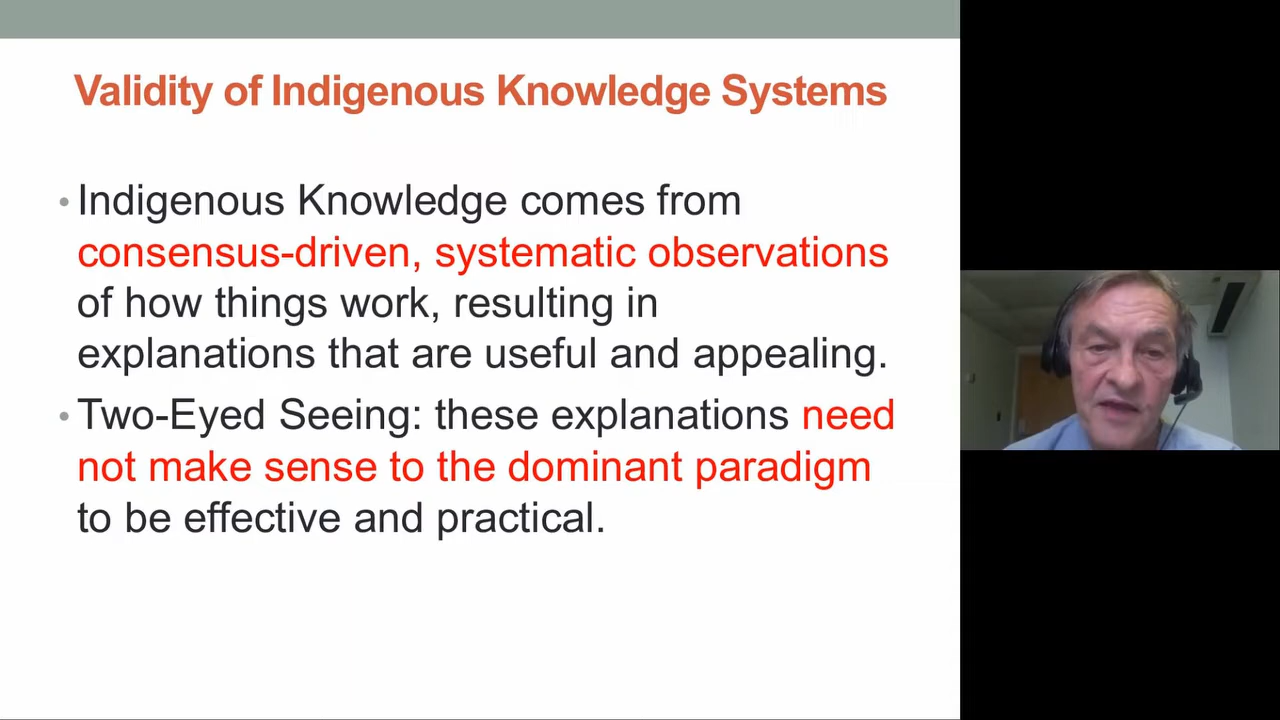 Validity of Indigenous Knowledge Systems
• Indigenous Knowledge comes from
consensus-driven, systematic observations
of how things work, resulting in
explanations that are useful and appealing.
• Two-Eyed Seeing: these explanations need
not make sense to the dominant paradigm
to be effective and practical.